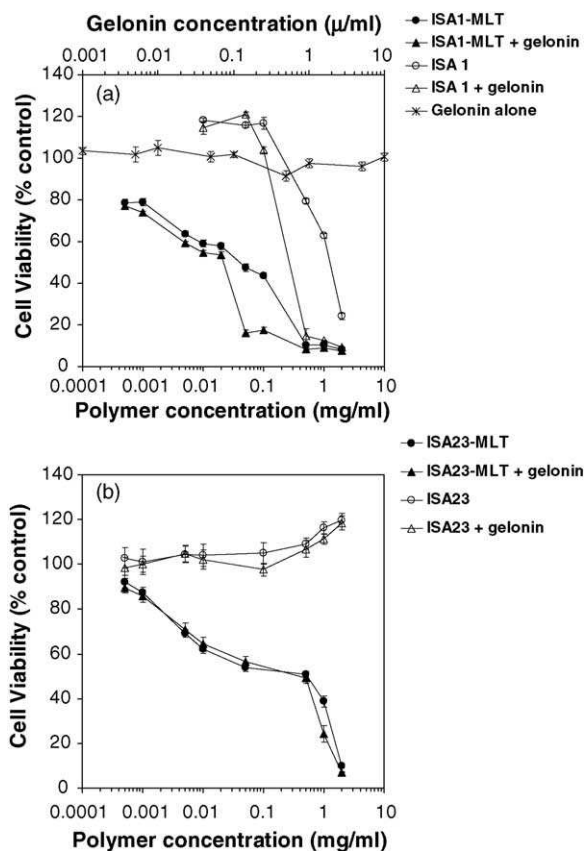 Gelonin concentration (μ/ml)
0.0001 0.001 0.01 0.1 1 10
ISA1-MLT
ISA1-MLT + gelonin
ISA 1
ISA 1 + gelonin
Gelonin alone
(a)
Cell Viability (% control)
140
120
100
80
60
40
20
0
0.0001 0.001 0.01 0.1 1 10
Polymer concentration (mg/ml)
ISA23-MLT
ISA23-MLT + gelonin
ISA23
ISA23 + gelonin
(b)
Cell Viability (% control)
140
120
100
80
60
40
20
0
0.0001 0.001 0.01 0.1 1 10
Polymer concentration (mg/ml)